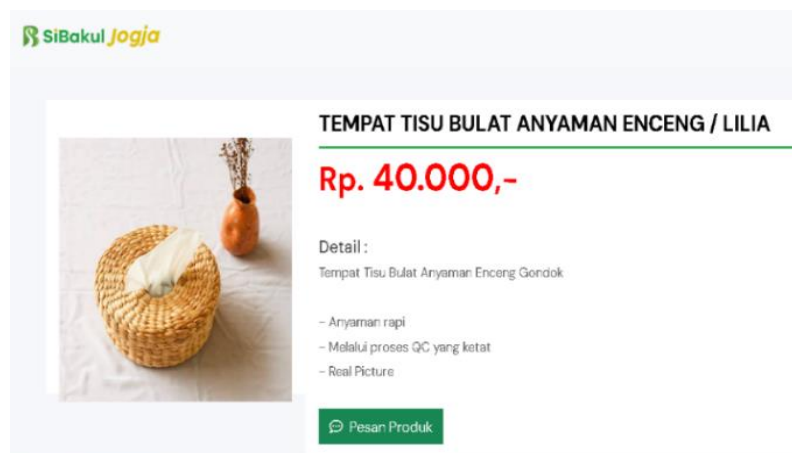 SiBakul Jogja
TEMPAT TISU BULAT ANYAMAN ENCENG / LILIA
Rp. 40.000,-
Detail :
Tempat Tisu Bulat Anyaman Enceng Gondok
- Anyaman rapi
- Melalui proses QC yang ketat
- Real Picture
Pesan Produk